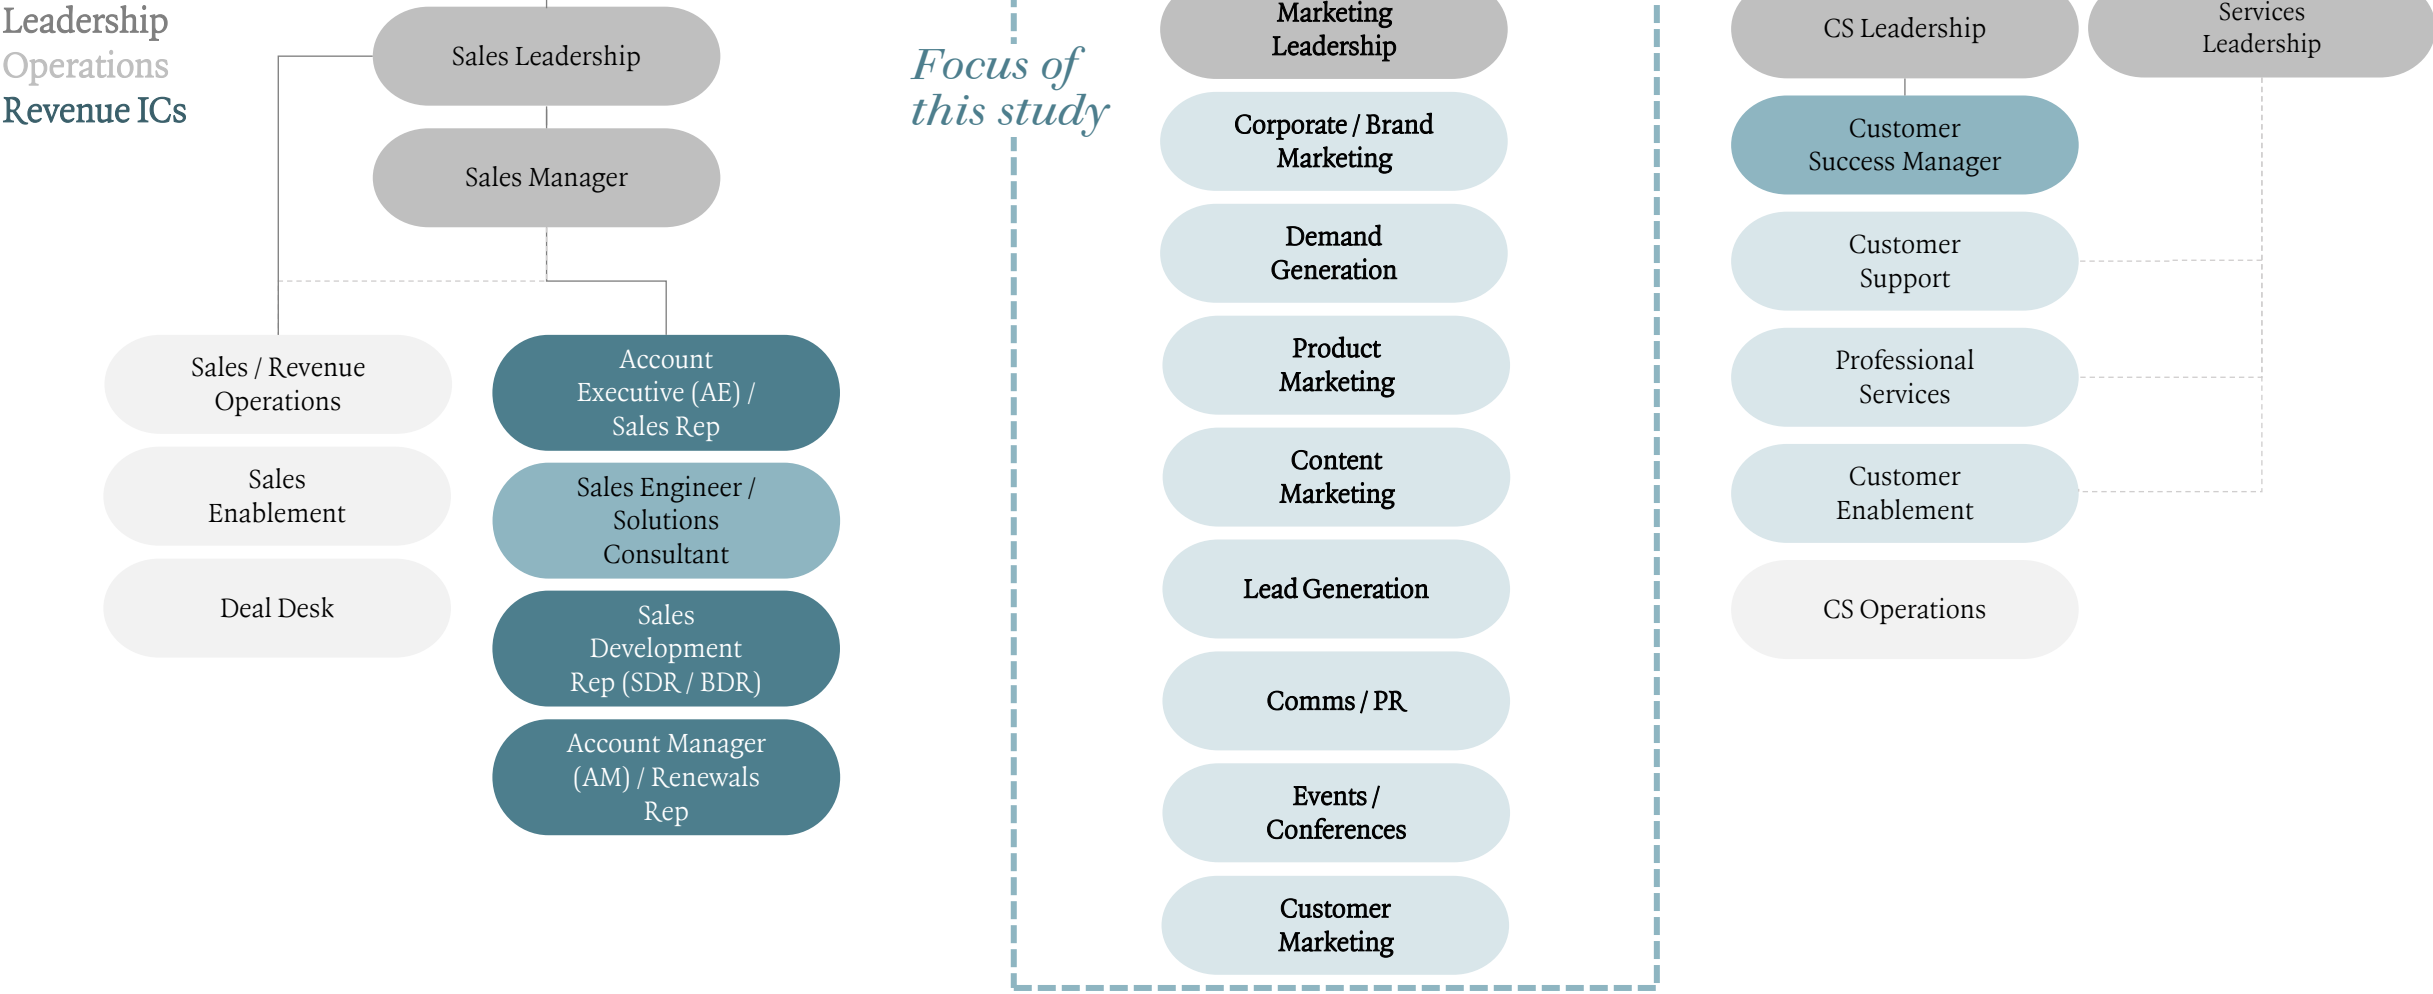 Leadership
Operations
Revenue ICs
Sales Leadership
Sales Manager
Sales / Revenue
Operations
Sales
Enablement
Deal Desk
Account
Executive (AE) /
Sales Rep
Sales Engineer /
Solutions
Consultant
Sales
Development
Rep (SDR / BDR)
Account Manager
(AM) / Renewals
Rep
Focus of
this study
Marketing
Leadership
Corporate / Brand
Marketing
Demand
Generation
Product
Marketing
Content
Marketing
Lead Generation
Comms / PR
Events /
Conferences
Customer
Marketing
CS Leadership
Customer
Success Manager
Customer
Support
Professional
Services
Customer
Enablement
CS Operations
Services
Leadership